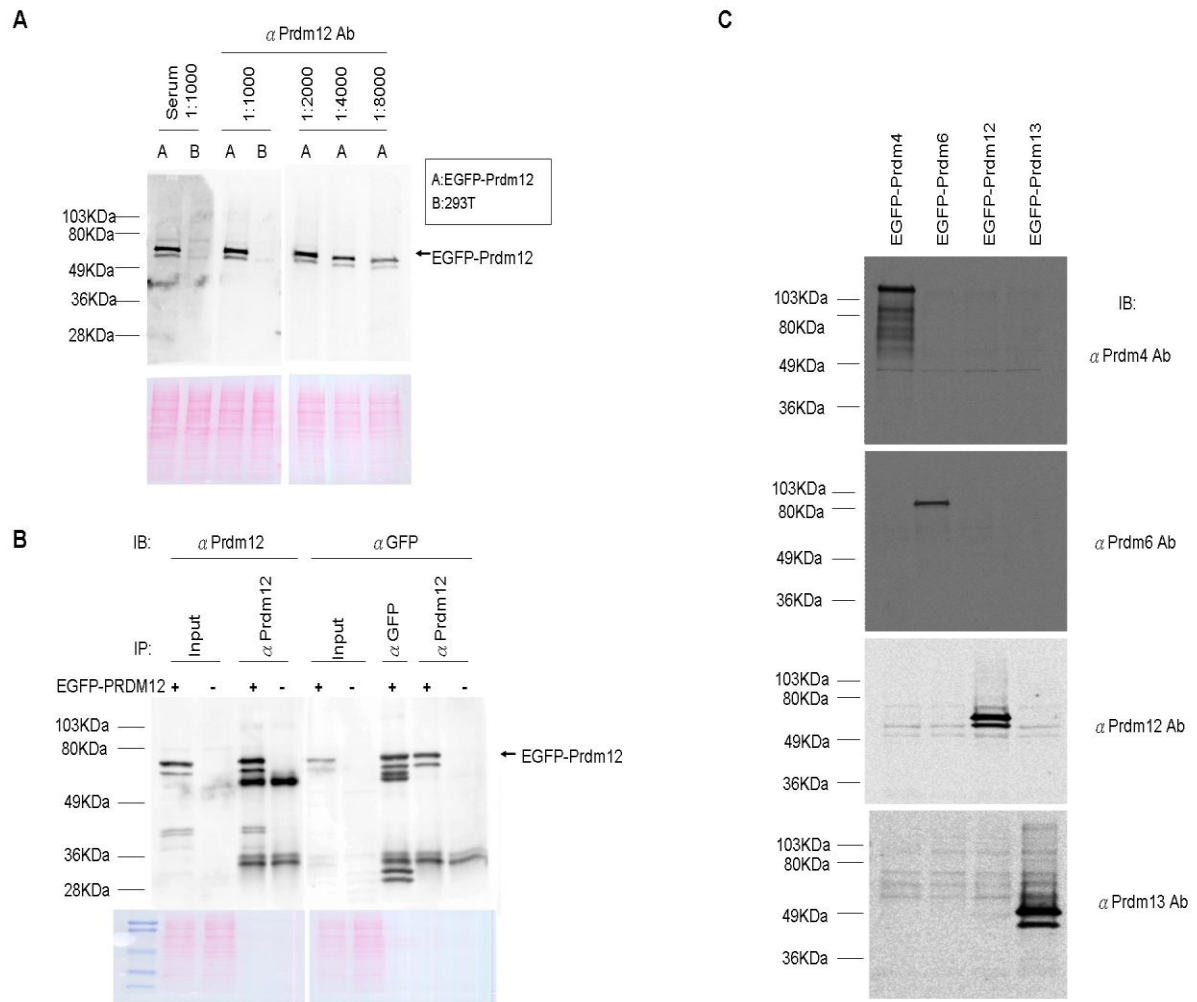 A
α Prdm12 Ab
Serum 1:1000
1:1000
1:2000
1:4000
1:8000
A B A B A A A
A:EGFP-Prdm12
B:293T
103KDa
80KDa
49KDa
36KDa
28KDa
EGFP-Prdm12
B
IB: α Prdm12 α GFP
IP: Input α Prdm12 Input α GFP α Prdm12
EGFP-PRDM12 + - + - + - + + -
103KDa
80KDa
49KDa
36KDa
28KDa
EGFP-Prdm12
C
EGFP-Prdm4
EGFP-Prdm6
EGFP-Prdm12
EGFP-Prdm13
IB:
103KDa
80KDa
49KDa
36KDa
α Prdm4 Ab
103KDa
80KDa
49KDa
36KDa
α Prdm6 Ab
103KDa
80KDa
49KDa
36KDa
α Prdm12 Ab
103KDa
80KDa
49KDa
36KDa
α Prdm13 Ab